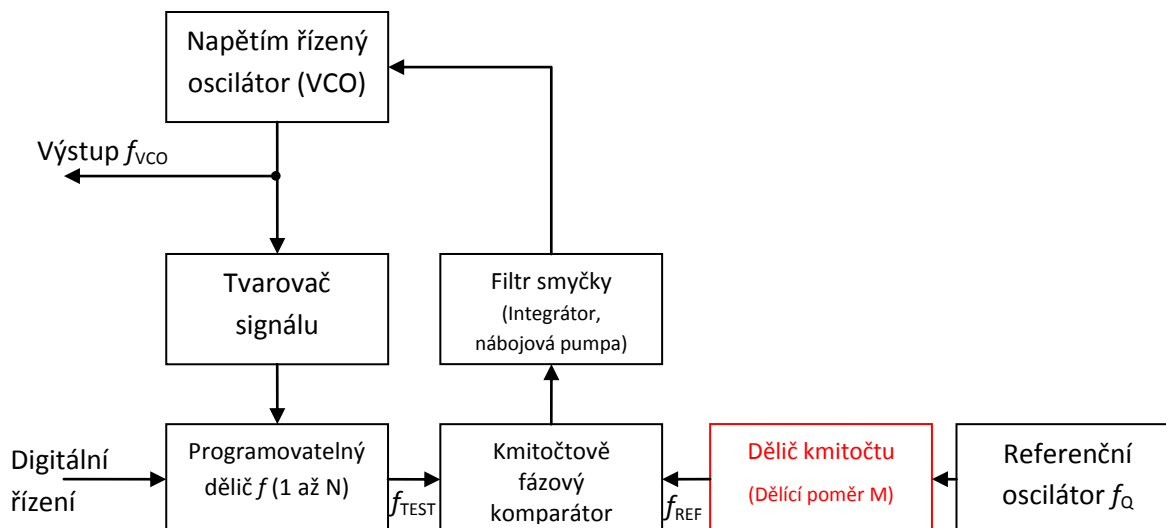 Napětím řízený
oscilátor (VCO)
Výstup fVCO
Tvarovač
signálu
Filtr smyčky
(Integrátor,
nábojová pumpa)
Digitální
řízení
Programovatelný
dělič f (1 až N)
fTEST
Kmitočtově
fázový
komparátor
fREF
Dělič kmitočtu
(Dělící poměr M)
Referenční
oscilátor fQ